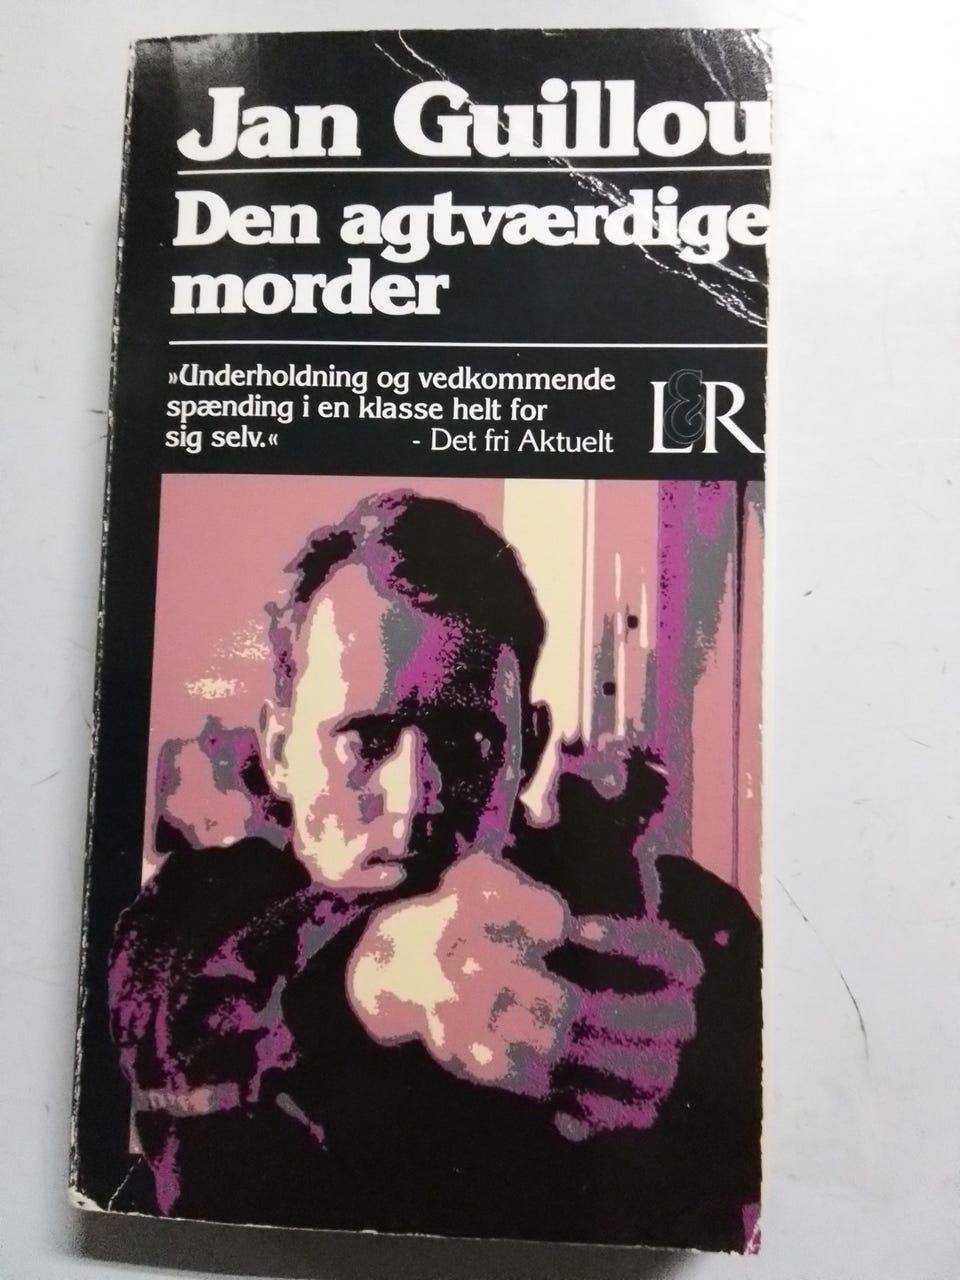 Jan Guillou
Den agtværdige
morder
»Underholdning og vedkommende
spænding i en klasse helt for
sig selv.«
- Det fri Aktuelt
L&R